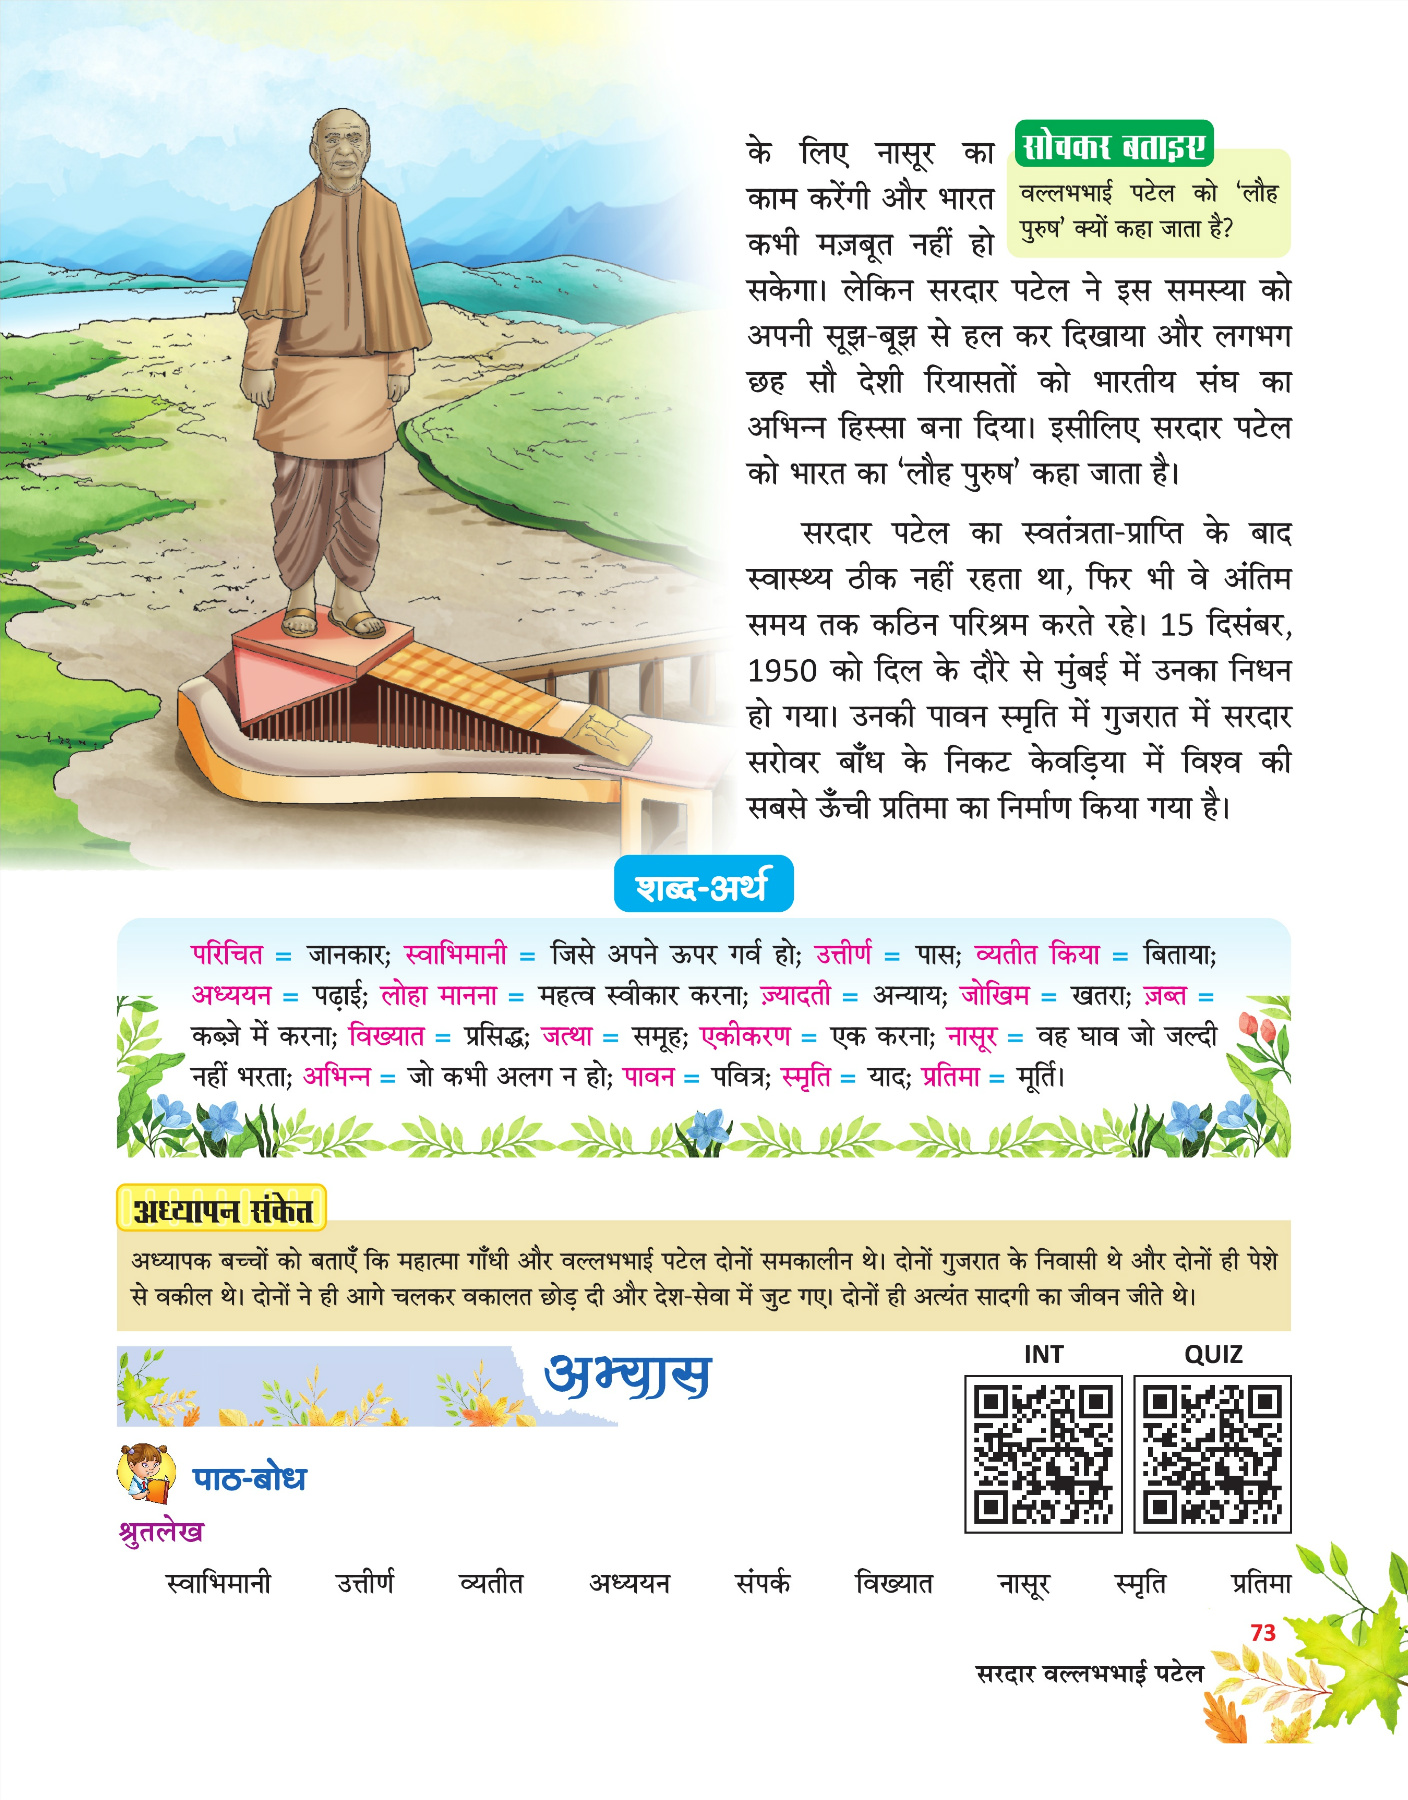 के लिए नासूर का
काम करेंगी और भारत
कभी मज़बूत नहीं हो
सकेगा। लेकिन सरदार पटेल ने इस समस्या को
अपनी सूझ-बूझ से हल कर दिखाया और लगभग
छह सौ देशी रियासतों को भारतीय संघ का
अभिन्न हिस्सा बना दिया। इसीलिए सरदार पटेल
को भारत का ‘लौह पुरुष’ कहा जाता है।
सोचकर बताइए
वल्लभभाई पटेल को ‘लौह
पुरुष’ क्यों कहा जाता है?
सरदार पटेल का स्वतंत्रता-प्राप्ति के बाद
स्वास्थ्य ठीक नहीं रहता था, फिर भी वे अंतिम
समय तक कठिन परिश्रम करते रहे। 15 दिसंबर,
1950 को दिल के दौरे से मुंबई में उनका निधन
हो गया। उनकी पावन स्मृति में गुजरात में सरदार
सरोवर बाँध के निकट केवड़िया में विश्व की
सबसे ऊँची प्रतिमा का निर्माण किया गया है।
शब्द-अर्थ
परिचित = जानकार; स्वाभिमानी = जिसे अपने ऊपर गर्व हो; उत्तीर्ण = पास; व्यतीत किया = बिताया;
अध्ययन = पढ़ाई; लोहा मानना = महत्व स्वीकार करना; ज़्यादती = अन्याय; जोखिम = खतरा; ज़ब्त =
कब्ज़े में करना; विख्यात = प्रसिद्ध; जत्था = समूह; एकीकरण = एक करना; नासूर = वह घाव जो जल्दी
नहीं भरता; अभिन्न = जो कभी अलग न हो; पावन = पवित्र; स्मृति = याद; प्रतिमा = मूर्ति।
अध्यापन संकेत
अध्यापक बच्चों को बताएँ कि महात्मा गाँधी और वल्लभभाई पटेल दोनों समकालीन थे। दोनों गुजरात के निवासी थे और दोनों ही पेशे
से वकील थे। दोनों ने ही आगे चलकर वकालत छोड़ दी और देश-सेवा में जुट गए। दोनों ही अत्यंत सादगी का जीवन जीते थे।
अभ्यास
INT QUIZ
पाठ-बोध
श्रुतलेख
स्वाभिमानी उत्तीर्ण व्यतीत अध्ययन संपर्क विख्यात नासूर स्मृति प्रतिमा
73
सरदार वल्लभभाई पटेल